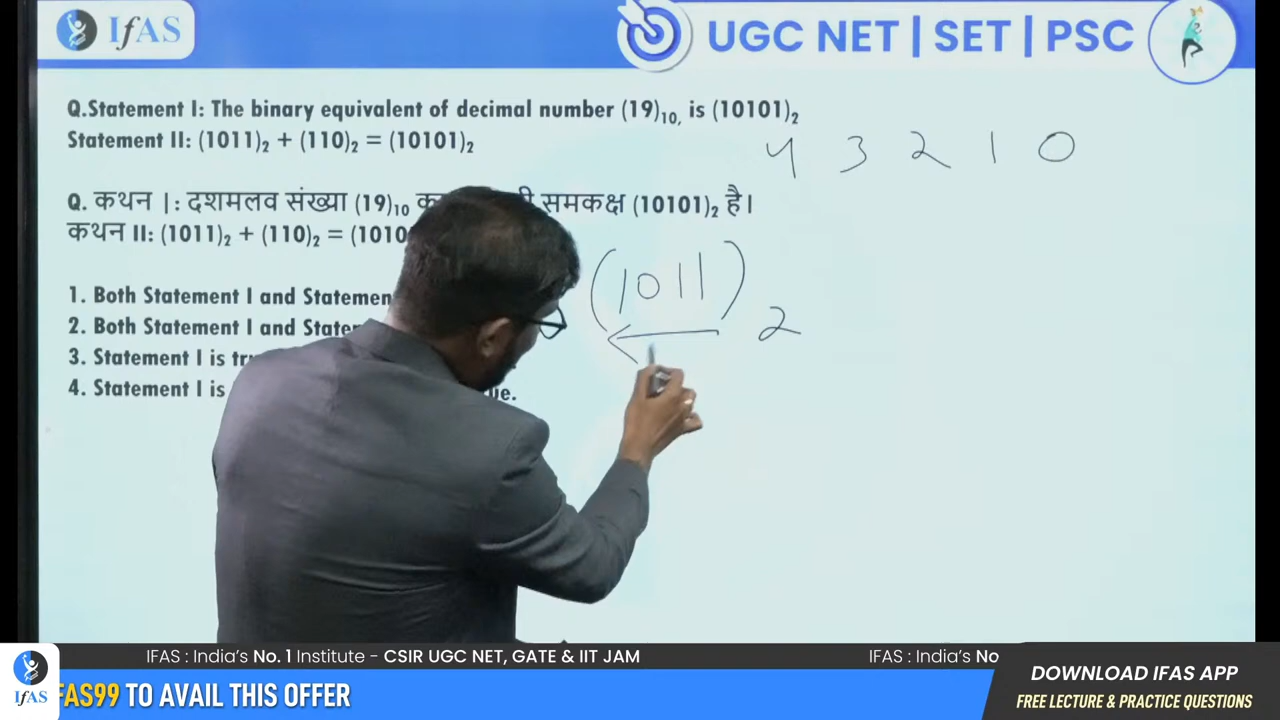 IfAS
UGC NET | SET | PSC
Q.Statement I: The binary equivalent of decimal number (19)₁₀, is (10101)₂
Statement II: (1011)₂ + (110)₂ = (10101)₂
4 3 2 1 0
Q. कथन I: दशमलव संख्या (19)₁₀ समकक्ष (10101)₂ है।
कथन II: (1011)₂ + (110)₂ = (1010
(1011)₂
1. Both Statement I and Statemen
2. Both Statement I and State
3. Statement I is tr
4. Statement I is ue.
IFAS : India's No. 1 Institute - CSIR UGC NET, GATE & IIT JAM IFAS : India's No
IfAS
FAS99 TO AVAIL THIS OFFER
DOWNLOAD IFAS APP
FREE LECTURE & PRACTICE QUESTIONS